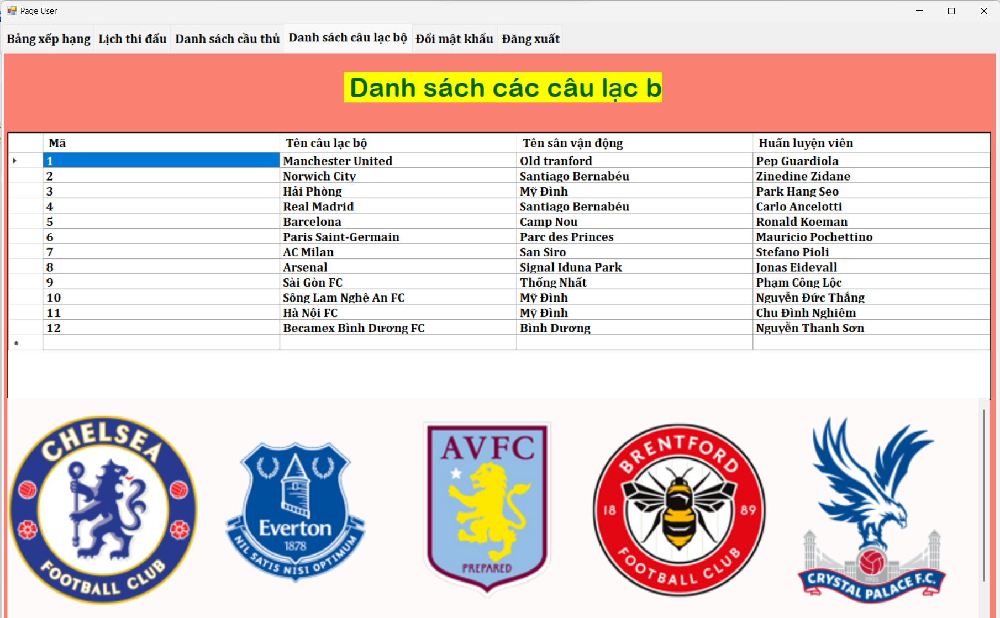 Page User
Bảng xếp hạng Lịch thi đấu Danh sách cầu thủ Danh sách câu lạc bộ Đổi mật khẩu Đăng xuất
Danh sách các câu lạc b
Mã Tên câu lạc bộ Tên sân vận động Huấn luyện viên
1 Manchester United Old tranford Pep Guardiola
2 Norwich City Santiago Bernabéu Zinedine Zidane
3 Hải Phòng Mỹ Đình Park Hang Seo
4 Real Madrid Santiago Bernabéu Carlo Ancelotti
5 Barcelona Camp Nou Ronald Koeman
6 Paris Saint-Germain Parc des Princes Mauricio Pochettino
7 AC Milan San Siro Stefano Pioli
8 Arsenal Signal Iduna Park Jonas Eidevall
9 Sài Gòn FC Thống Nhất Phạm Công Lộc
10 Sông Lam Nghệ An FC Mỹ Đình Nguyễn Đức Thắng
11 Hà Nội FC Mỹ Đình Chu Đình Nghiêm
12 Becamex Bình Dương FC Bình Dương Nguyễn Thanh Sơn
CHELSEA
FOOTBALL CLUB
Everton
1878
NIL SATIS NISI OPTIMUM
AVFC
PREPARED
BRENTFORD
18 89
FOOTBALL CLUB
1905
CRYSTAL PALACE F.C.